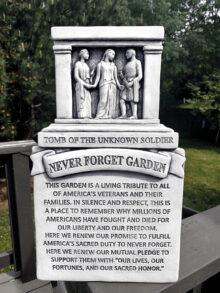 TOMB OF THE UNKNOWN SOLDIER
NEVER FORGET GARDEN
THIS GARDEN IS A LIVING TRIBUTE TO ALL
OF AMERICA'S VETERANS AND THEIR
FAMILIES. IN SILENCE AND RESPECT, THIS IS
A PLACE TO REMEMBER WHY MILLIONS OF
AMERICANS HAVE FOUGHT AND DIED FOR
OUR LIBERTY AND OUR FREEDOM.
HERE WE RENEW OUR PROMISE TO FULFILL
AMERICA'S SACRED DUTY TO NEVER FORGET.
HERE WE RENEW OUR MUTUAL PLEDGE TO
SUPPORT THEM WITH "OUR LIVES, OUR
FORTUNES, AND OUR SACRED HONOR."